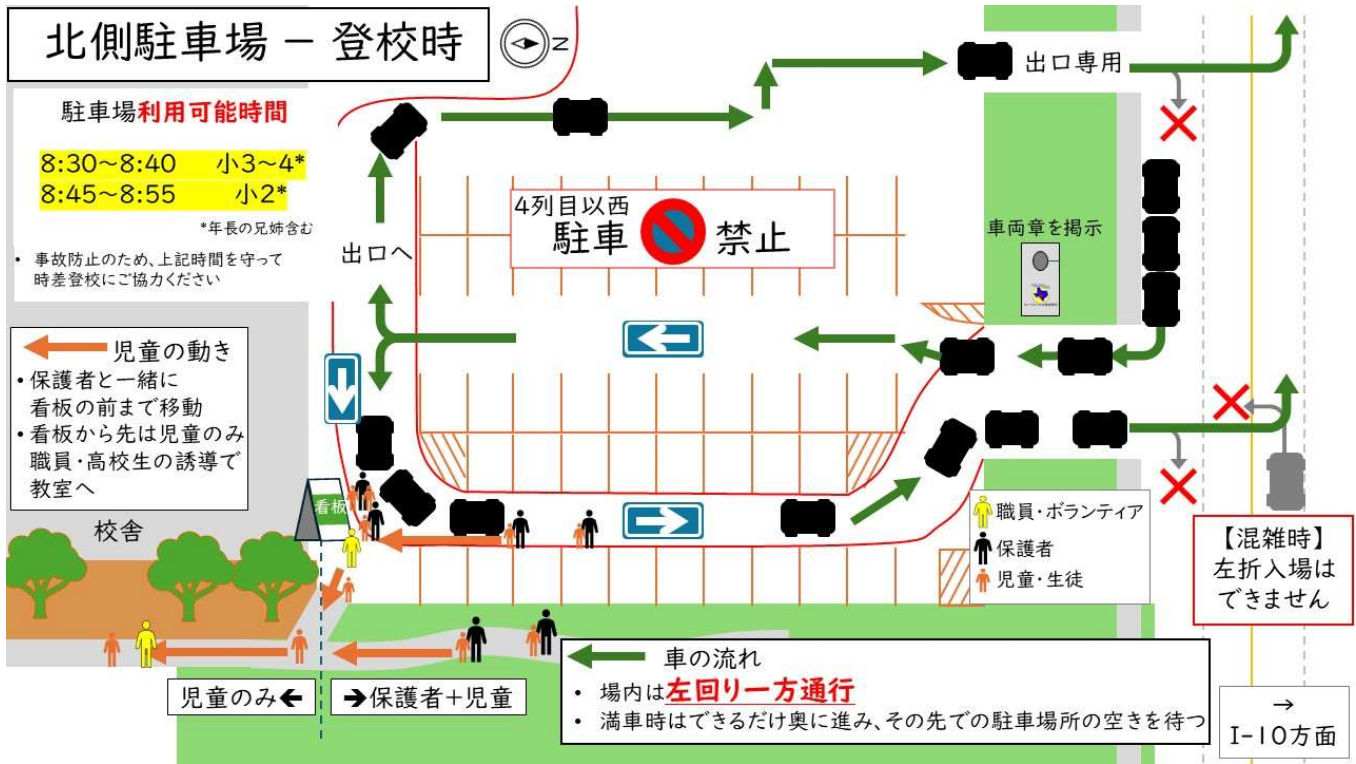 北側駐車場 － 登校時
N
駐車場利用可能時間
8:30～8:40 小3～4*
8:45～8:55 小2*
*年長の兄姉含む
• 事故防止のため、上記時間を守って
時差登校にご協力ください
児童の動き
• 保護者と一緒に
看板の前まで移動
• 看板から先は児童のみ
職員・高校生の誘導で
教室へ
校舎
看板
出口へ
4列目以西
駐車 禁止
出口専用
車両章を掲示
職員・ボランティア
保護者
児童・生徒
【混雑時】
左折入場は
できません
児童のみ←
→保護者+児童
車の流れ
• 場内は左回り一方通行
• 満車時はできるだけ奥に進み、その先での駐車場所の空きを待つ
→
I-10方面